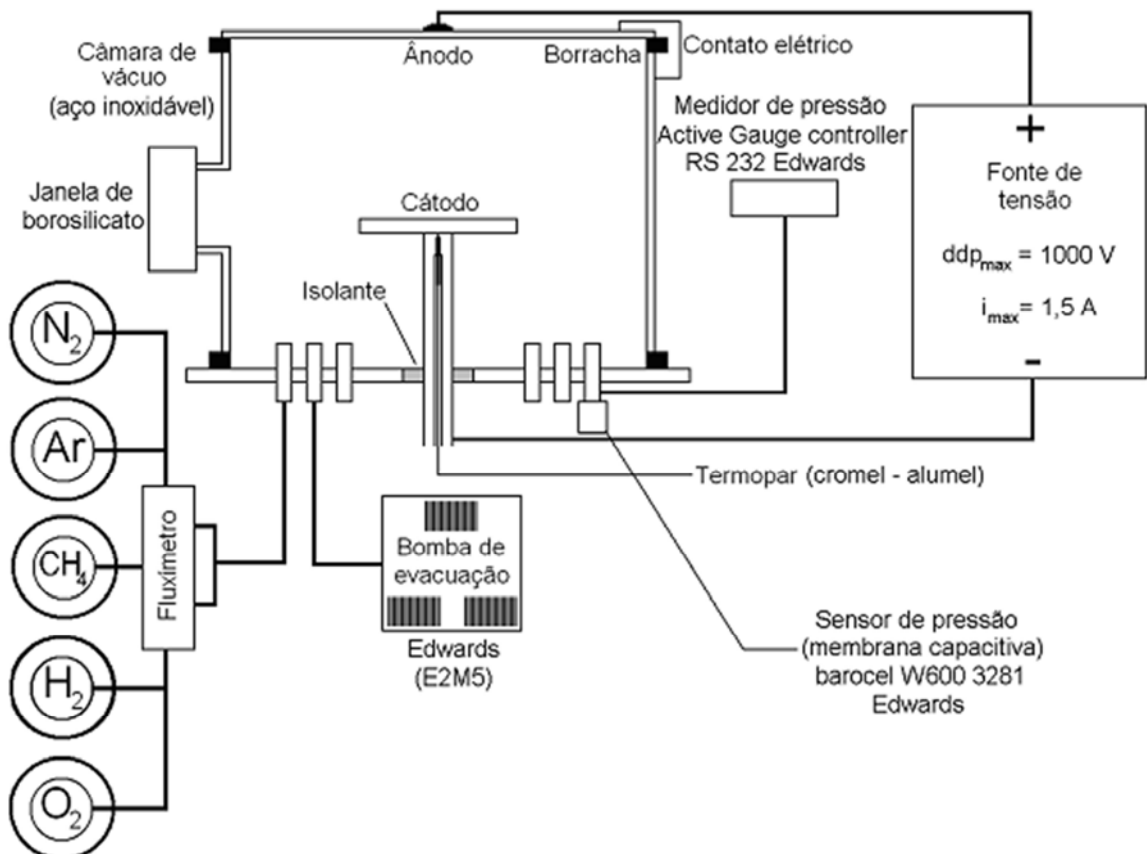 Câmara de
vácuo
(aço inoxidável)
Ânodo
Borracha
Contato elétrico
Medidor de pressão
Active Gauge controller
RS 232 Edwards
+
Fonte de
tensão
ddpmax = 1000 V
imax= 1,5 A
-
Janela de
borosilicato
Cátodo
Isolante
N2
Ar
CH4
H2
O2
Fluxímetro
Termopar (cromel - alumel)
Bomba de
evacuação
Edwards
(E2M5)
Sensor de pressão
(membrana capacitiva)
barocel W600 3281
Edwards